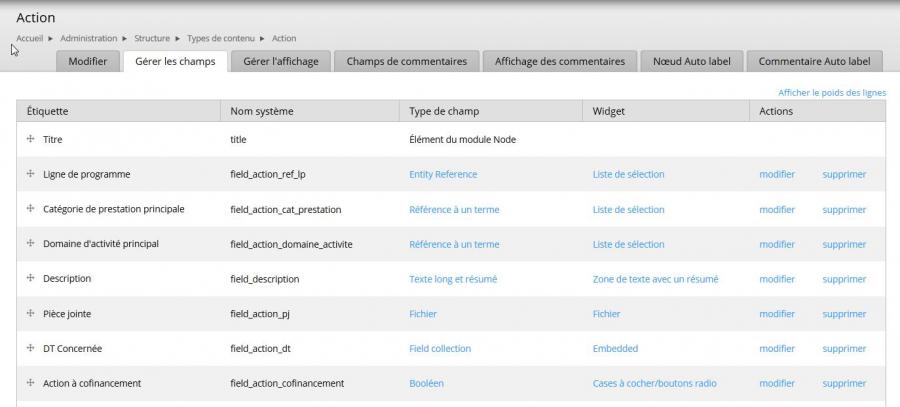 Action
Accueil ▸ Administration ▸ Structure ▸ Types de contenu ▸ Action
Modifier Gérer les champs Gérer l'affichage Champs de commentaires Affichage des commentaires Nœud Auto label Commentaire Auto label
Afficher le poids des lignes
Étiquette Nom système Type de champ Widget Actions
Titre title Élément du module Node
Ligne de programme field_action_ref_lp Entity Reference Liste de sélection modifier supprimer
Catégorie de prestation principale field_action_cat_prestation Référence à un terme Liste de sélection modifier supprimer
Domaine d'activité principal field_action_domaine_activite Référence à un terme Liste de sélection modifier supprimer
Description field_description Texte long et résumé Zone de texte avec un résumé modifier supprimer
Pièce jointe field_action_pj Fichier Fichier modifier supprimer
DT Concernée field_action_dt Field collection Embedded modifier supprimer
Action à cofinancement field_action_cofinancement Booléen Cases à cocher/boutons radio modifier supprimer